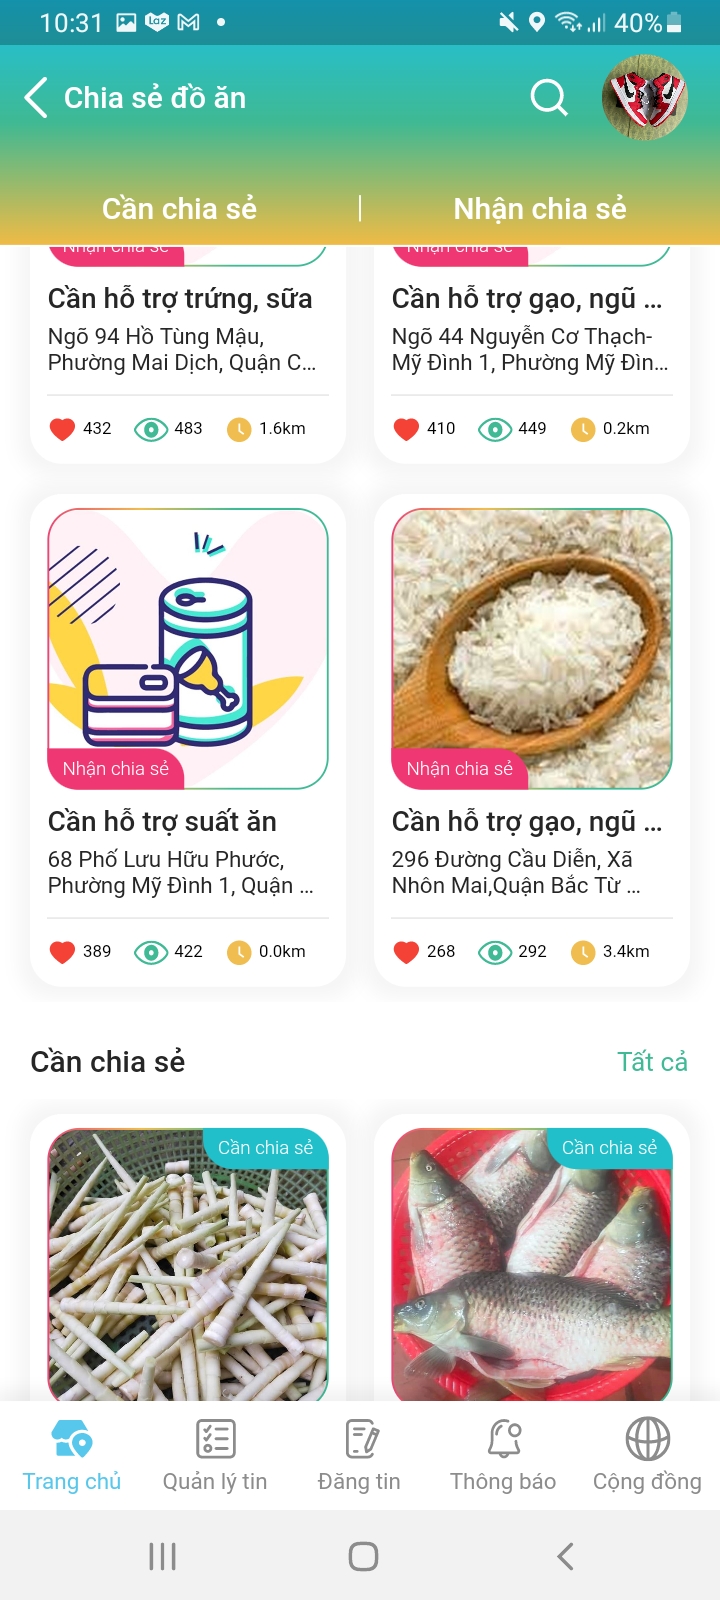 10:31
Laz
40%
Chia sẻ đồ ăn
Cần chia sẻ
Nhận chia sẻ
Nhận chia sẻ
Nhận chia sẻ
Cần hỗ trợ trứng, sữa
Ngõ 94 Hồ Tùng Mậu,
Phường Mai Dịch, Quận C...
432 483 1.6km
Cần hỗ trợ gạo, ngũ ...
Ngõ 44 Nguyễn Cơ Thạch-
Mỹ Đình 1, Phường Mỹ Đìn...
410 449 0.2km
Nhận chia sẻ
Cần hỗ trợ suất ăn
68 Phố Lưu Hữu Phước,
Phường Mỹ Đình 1, Quận ...
389 422 0.0km
Nhận chia sẻ
Cần hỗ trợ gạo, ngũ ...
296 Đường Cầu Diễn, Xã
Nhôn Mai,Quận Bắc Từ ...
268 292 3.4km
Cần chia sẻ
Tất cả
Cần chia sẻ
Cần chia sẻ
Trang chủ
Quản lý tin
Đăng tin
Thông báo
Cộng đồng